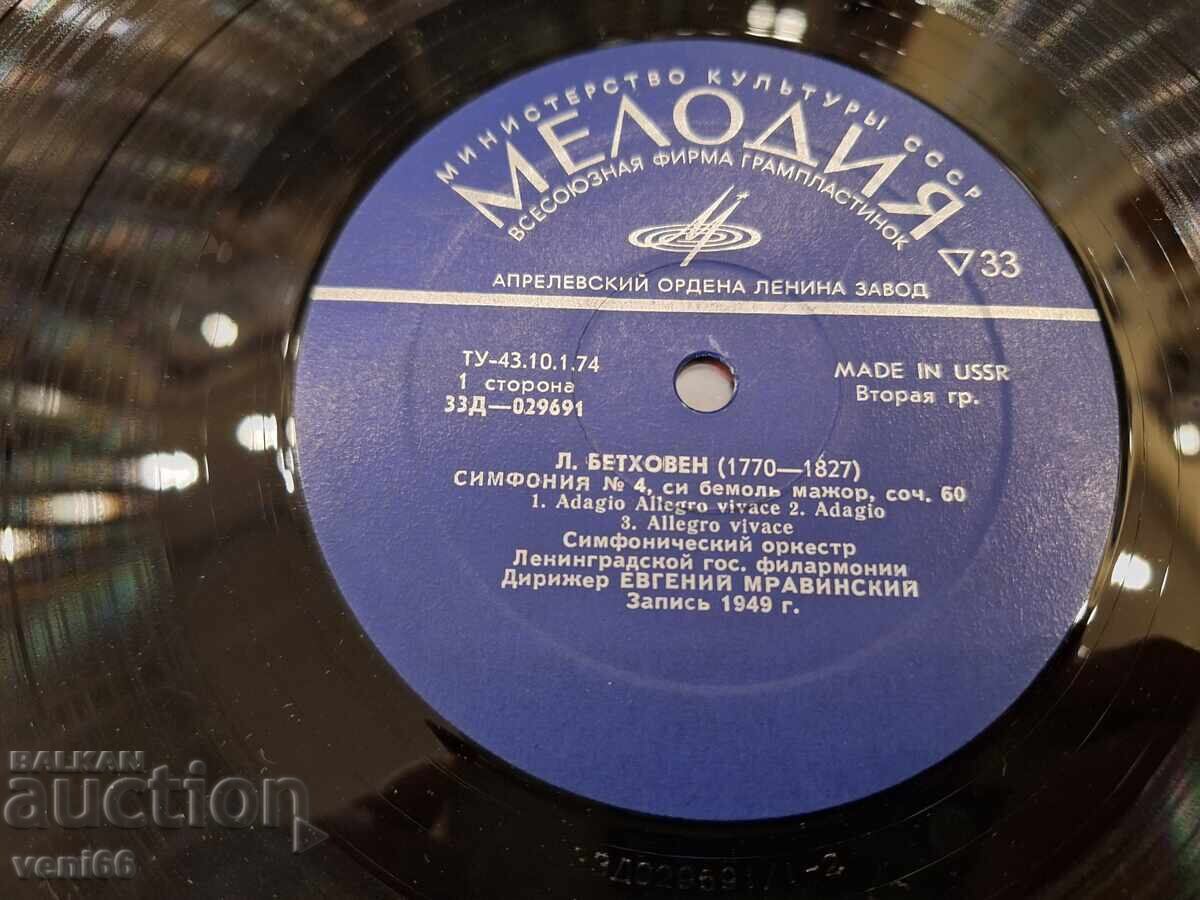 МИНИСТЕРСТВО КУЛЬТУРЫ СССР
МЕЛОДИЯ
ВСЕСОЮЗНАЯ ФИРМА ГРАМПЛАСТИНОК
33
АПРЕЛЕВСКИЙ ОРДЕНА ЛЕНИНА ЗАВОД
ТУ-43.10.1.74
1 сторона
33Д—029691
MADE IN USSR
Вторая гр.
Л. БЕТХОВЕН (1770—1827)
СИМФОНИЯ № 4, си бемоль мажор, соч. 60
1. Adagio Allegro vivace 2. Adagio
3. Allegro vivace
Симфонический оркестр
Ленинградской гос. филармонии
Дирижер ЕВГЕНИЙ МРАВИНСКИЙ
Запись 1949 г.
BALKAN
auction
veni66